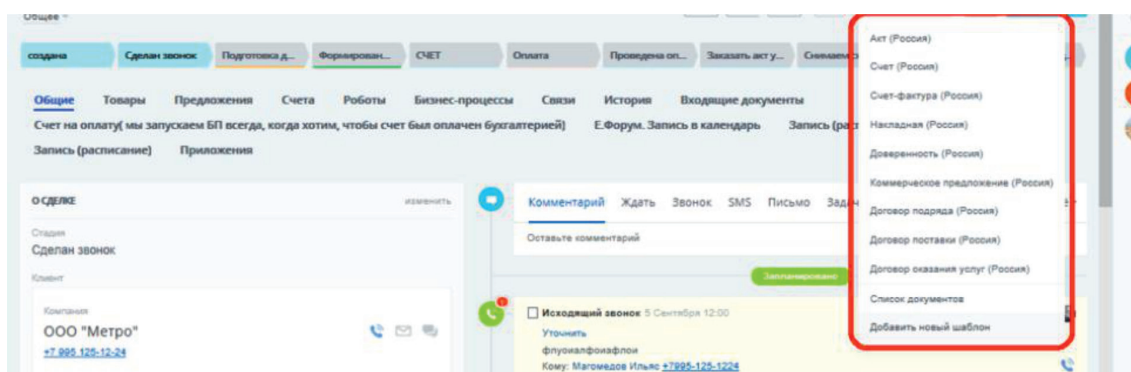 Общее
создана
Сделан звонок
Подготовка д...
Формирован...
СЧЕТ
Оплата
Проведена оп...
Заказать акт у...
Общие Товары Предложения Счета Роботы Бизнес-процессы Связи История Входящие документы
Счет на оплату( мы запускаем БП всегда, когда хотим, чтобы счет был оплачен бухгалтерией) Е.Форум. Запись в календарь
Запись (расписание) Приложения
О СДЕЛКЕ изменить
Стадия
Сделан звонок
Клиент
Компания
ООО "Метро"
+7 995 125-12-24
Комментарий Ждать Звонок SMS Письмо
Оставьте комментарий
Запланировано
Исходящий звонок 5 Сентября 12:00
Уточнить
флуоиалфоиафлои
Кому: Магомедов Ильяс +7995-125-1224
Акт (Россия)
Счет (Россия)
Счет-фактура (Россия)
Накладная (Россия)
Доверенность (Россия)
Коммерческое предложение (Россия)
Договор подряда (Россия)
Договор поставки (Россия)
Договор оказания услуг (Россия)
Список документов
Добавить новый шаблон